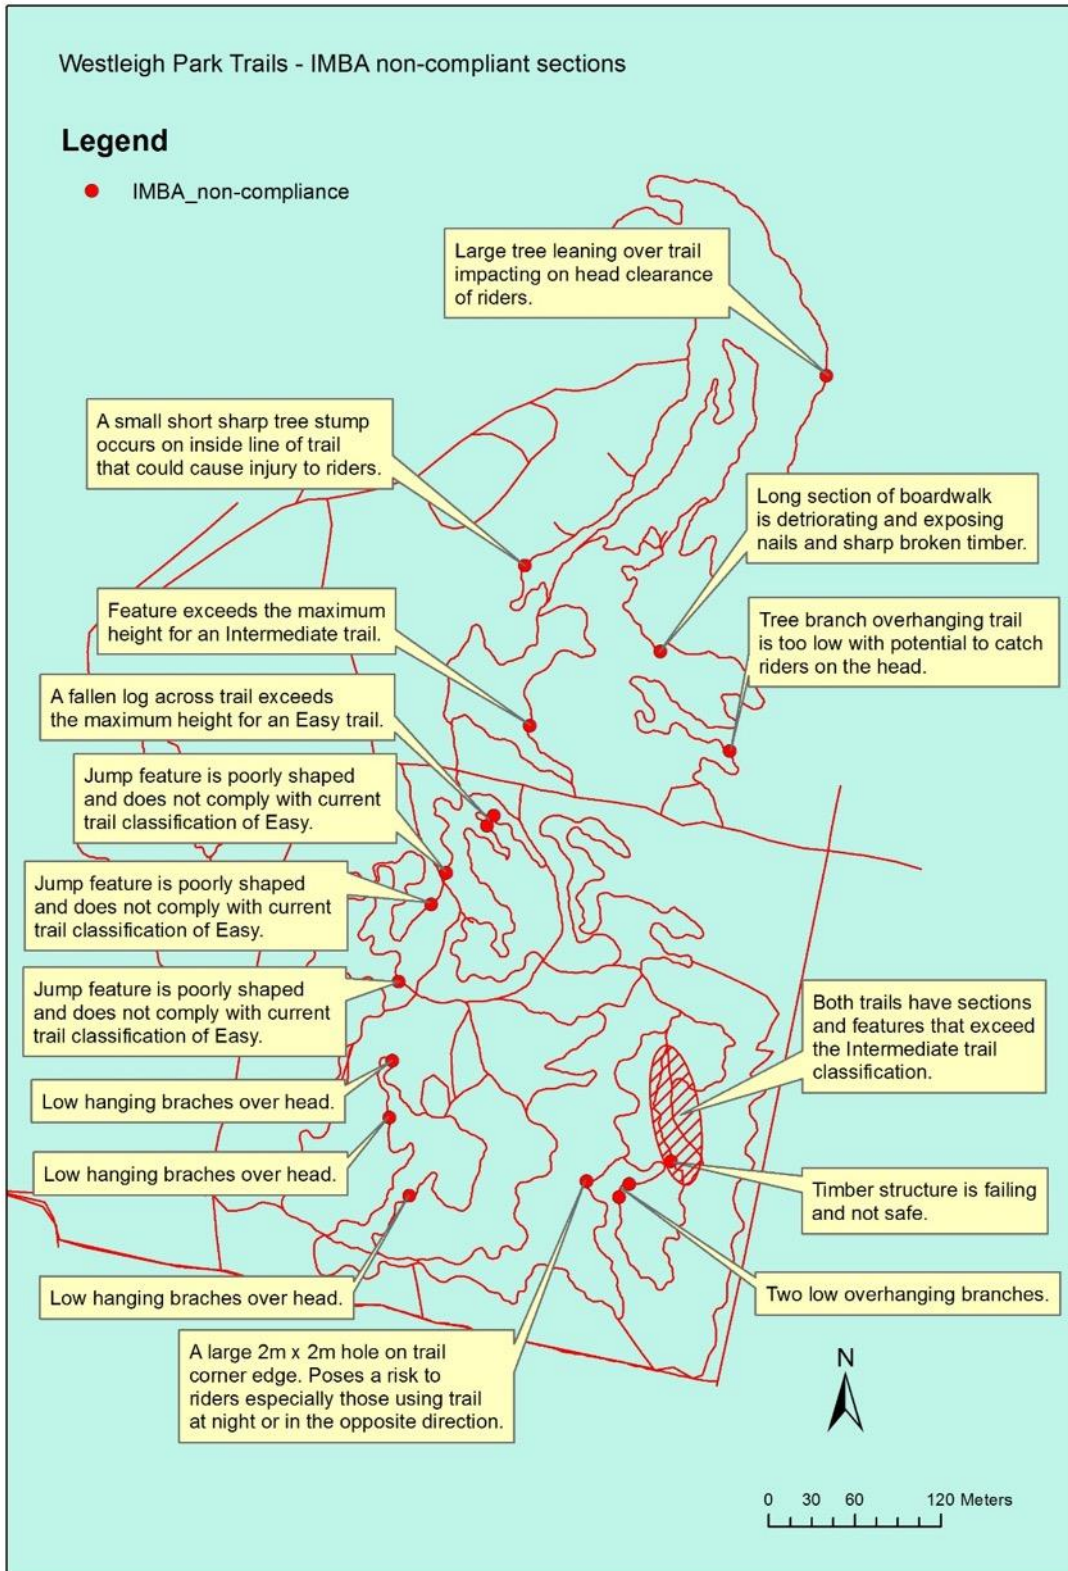 Westleigh Park Trails - IMBA non-compliant sections
Legend
IMBA_non-compliance
Large tree leaning over trail
impacting on head clearance
of riders.
A small short sharp tree stump
occurs on inside line of trail
that could cause injury to riders.
Long section of boardwalk
is deteriorating and exposing
nails and sharp broken timber.
Feature exceeds the maximum
height for an Intermediate trail.
Tree branch overhanging trail
is too low with potential to catch
riders on the head.
A fallen log across trail exceeds
the maximum height for an Easy trail.
Jump feature is poorly shaped
and does not comply with current
trail classification of Easy.
Jump feature is poorly shaped
and does not comply with current
trail classification of Easy.
Jump feature is poorly shaped
and does not comply with current
trail classification of Easy.
Both trails have sections
and features that exceed
the Intermediate trail
classification.
Low hanging braches over head.
Low hanging braches over head.
Timber structure is failing
and not safe.
Low hanging braches over head.
Two low overhanging branches.
A large 2m x 2m hole on trail
corner edge. Poses a risk to
riders especially those using trail
at night or in the opposite direction.
N
0 30 60 120 Meters